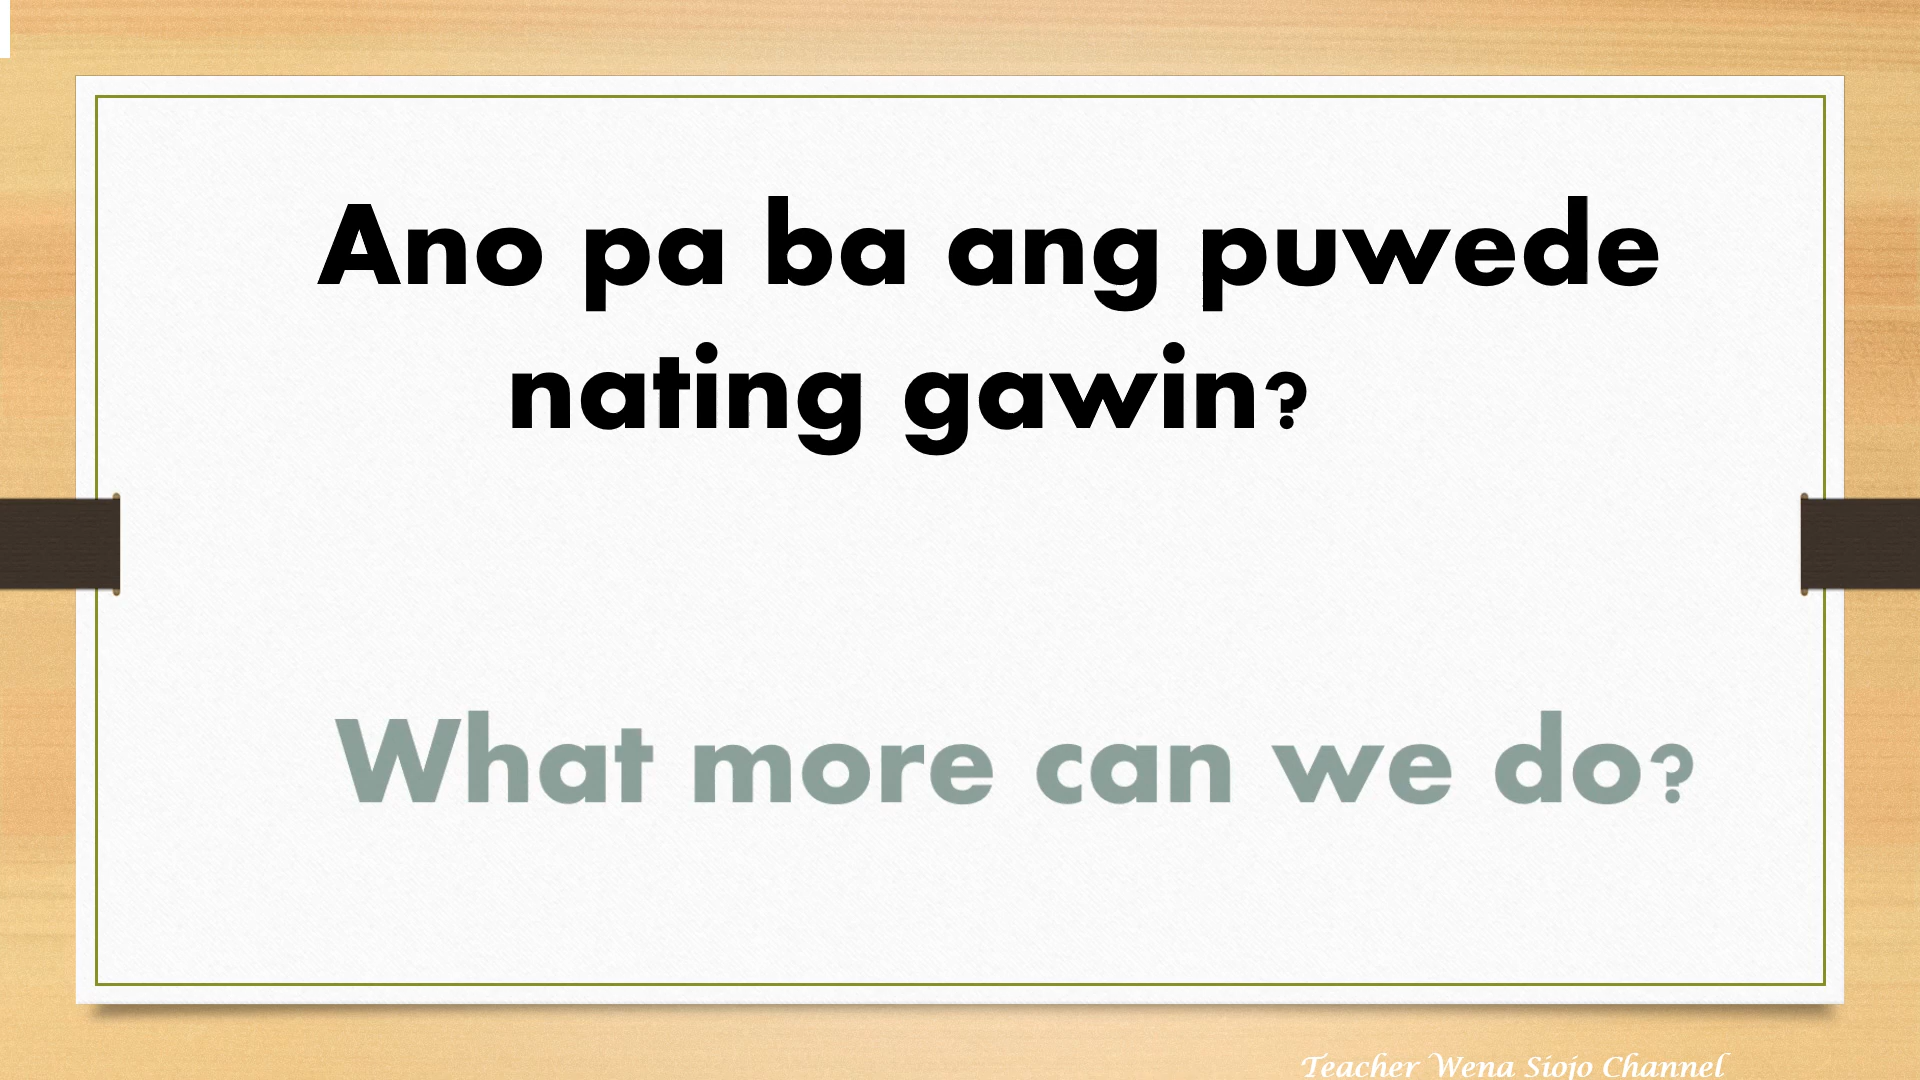 Ano pa ba ang puwede
nating gawin?
What more can we do?
Teacher Wena Siojo Channel